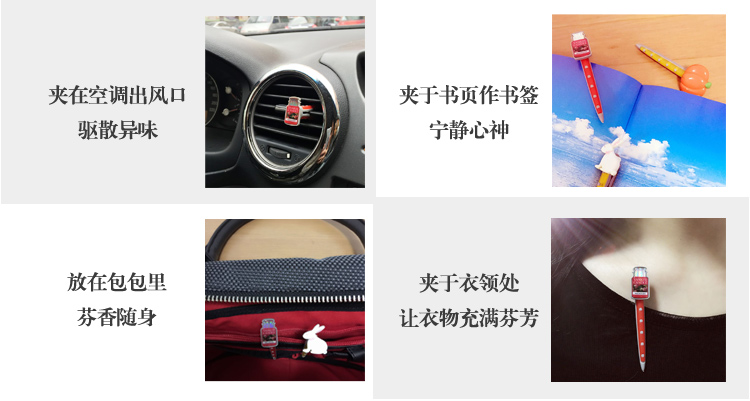 夹在空调出风口
驱散异味
夹于书页作书签
宁静心神
放在包包里
芬香随身
夹于衣领处
让衣物充满芬芳